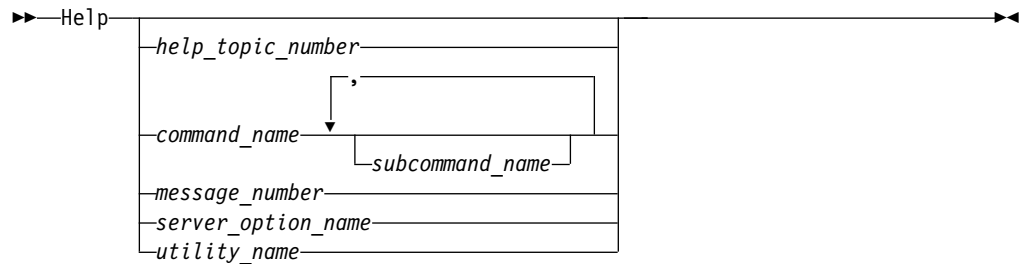 Help
help_topic_number
,
command_name
subcommand_name
message_number
server_option_name
utility_name